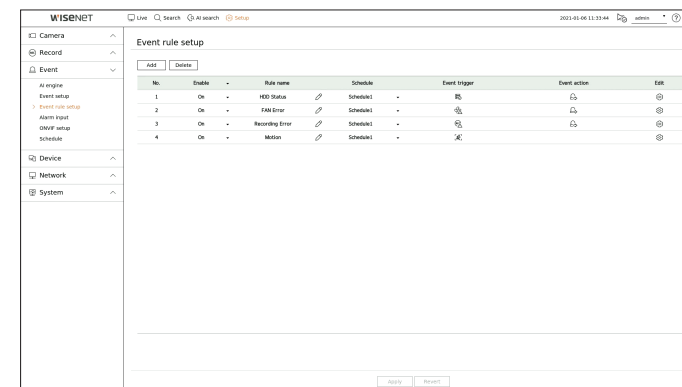 WISENET
Live Search AI search Setup 2021-01-06 11:33:44 admin
Camera
Record
Event
AI engine
Event setup
Event rule setup
Alarm input
ONVIF setup
Schedule
Device
Network
System
Event rule setup
Add Delete
No. Enable Rule name Schedule Event trigger Event action Edit
1 On HDD Status Schedule1
2 On FAN Error Schedule1
3 On Recording Error Schedule1
4 On Motion Schedule1
Apply Revert